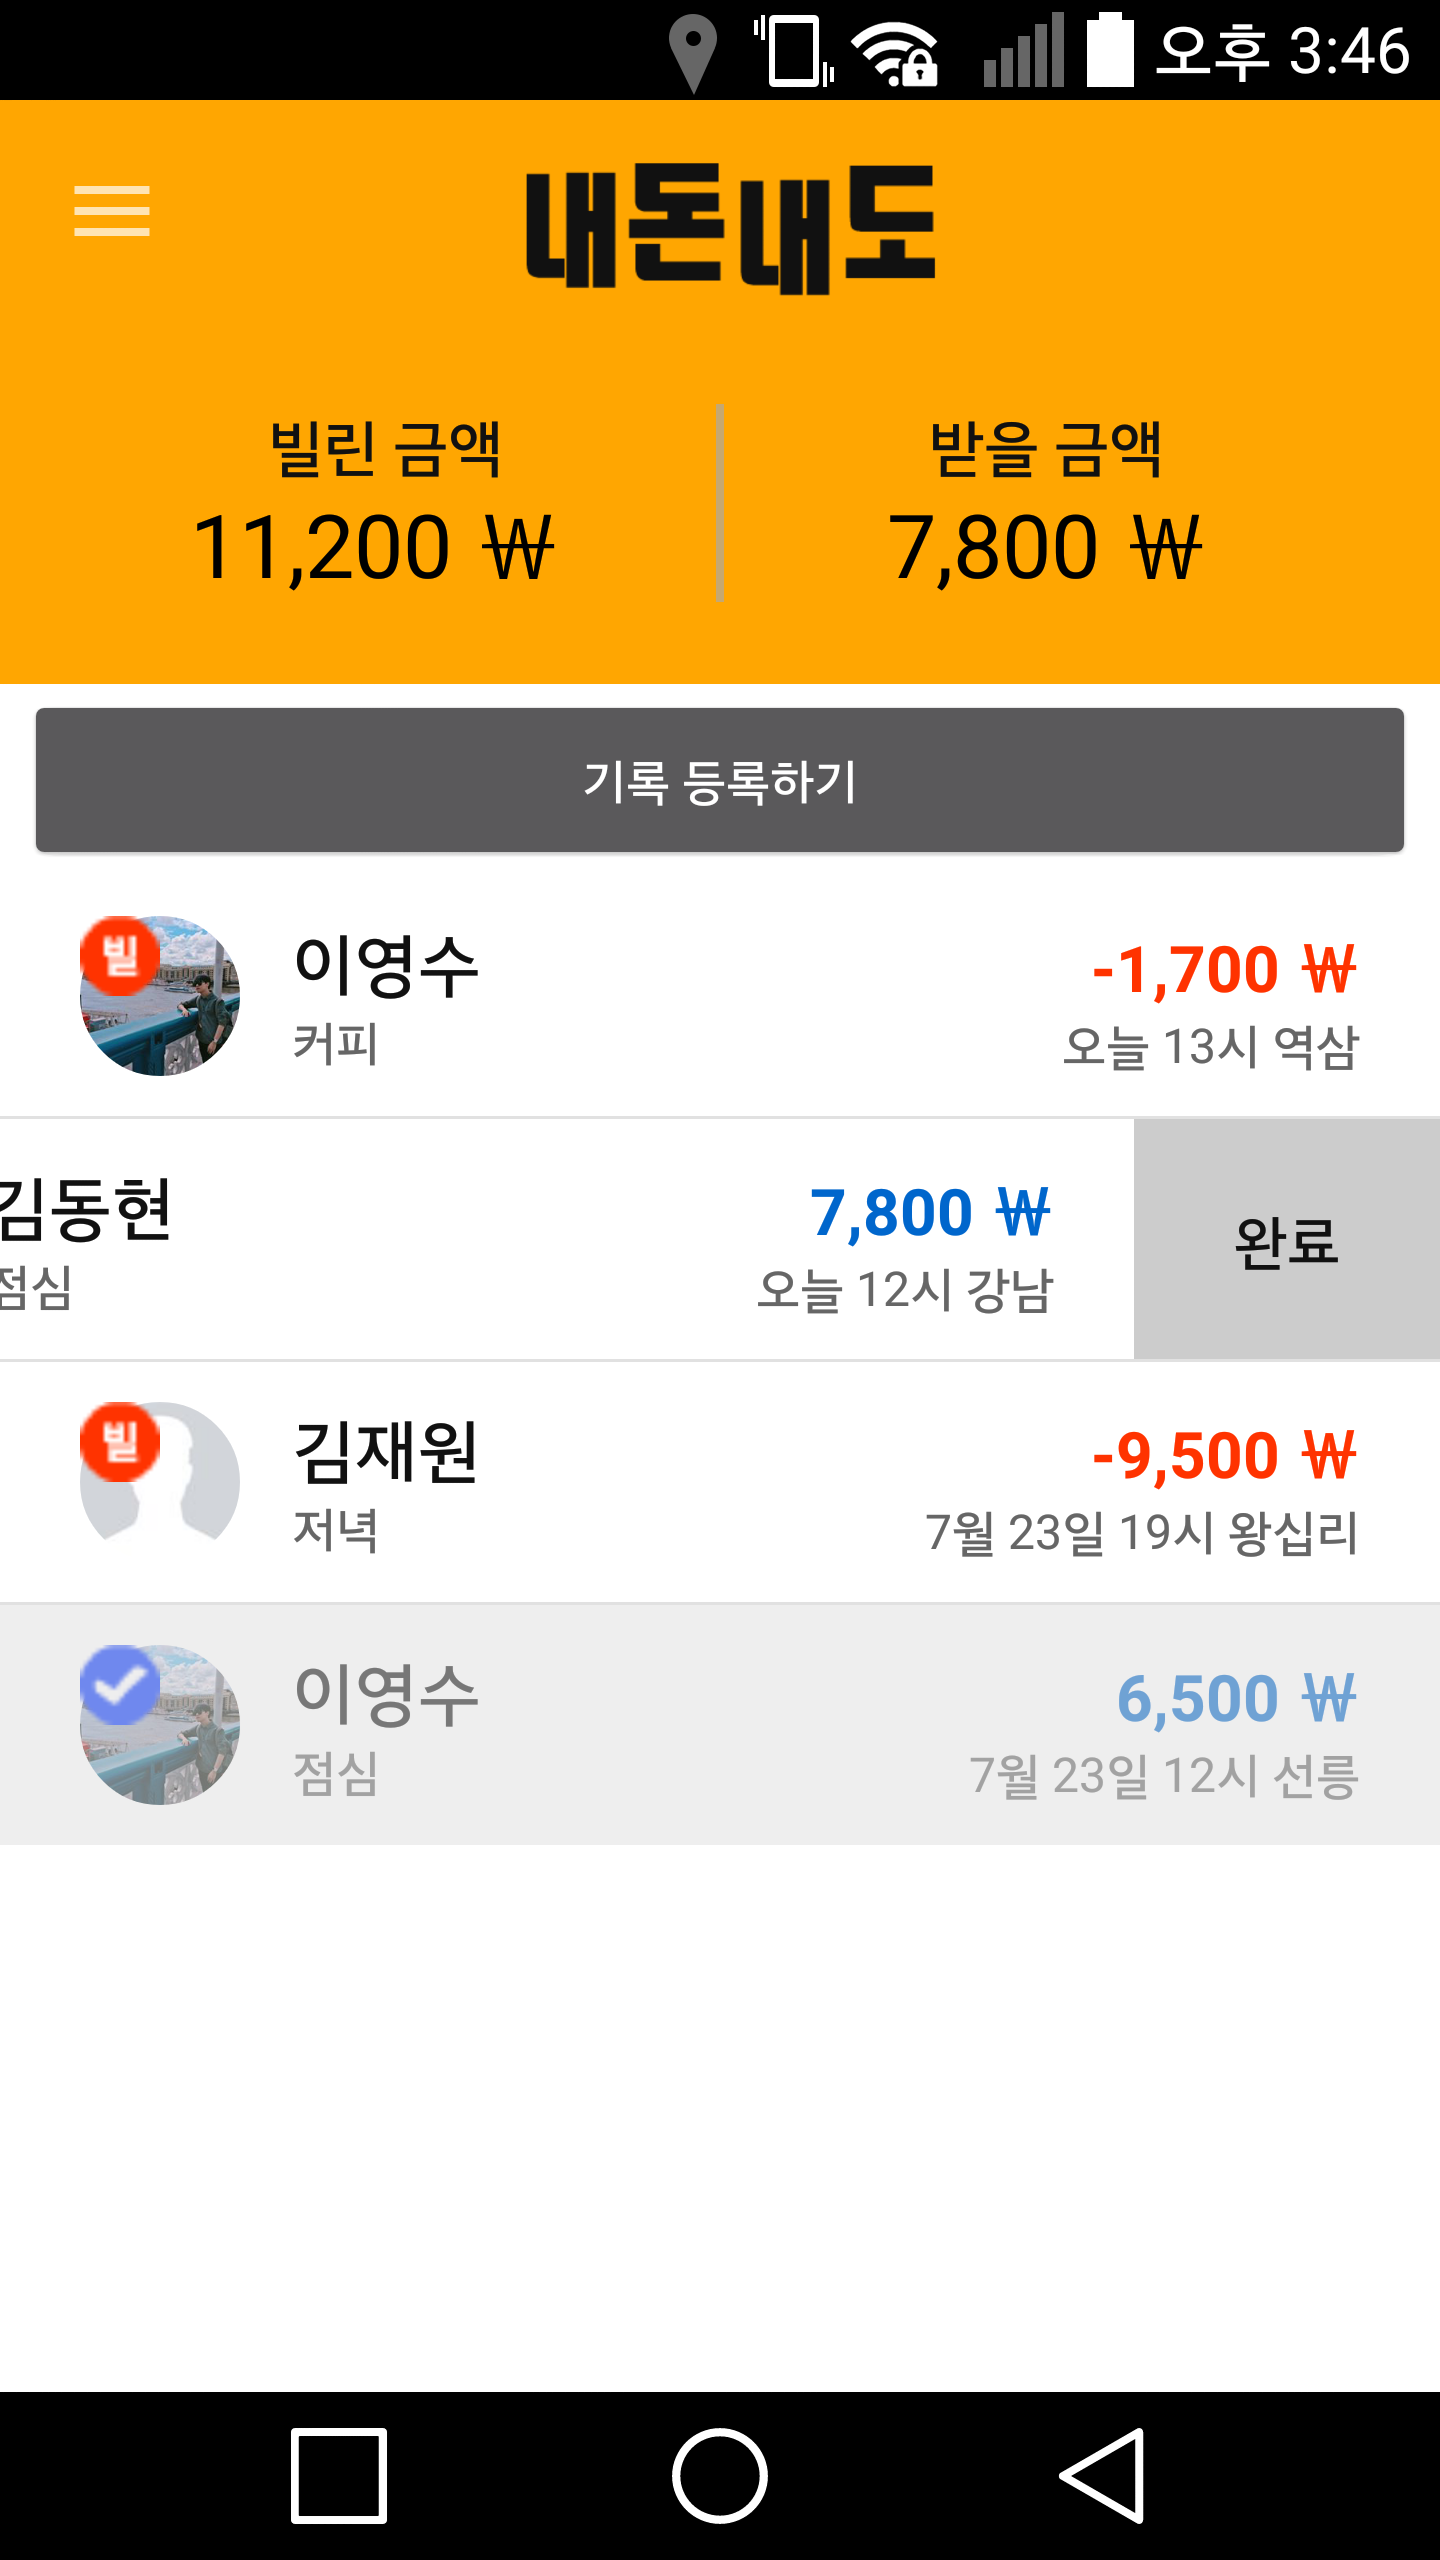 오후 3:46
내돈내도
빌린 금액
11,200 ₩
받을 금액
7,800 ₩
기록 등록하기
빌
이영수
-1,700 ₩
커피
오늘 13시 역삼
김동현
7,800 ₩
점심
오늘 12시 강남
완료
빌
김재원
-9,500 ₩
저녁
7월 23일 19시 왕십리
이영수
6,500 ₩
점심
7월 23일 12시 선릉